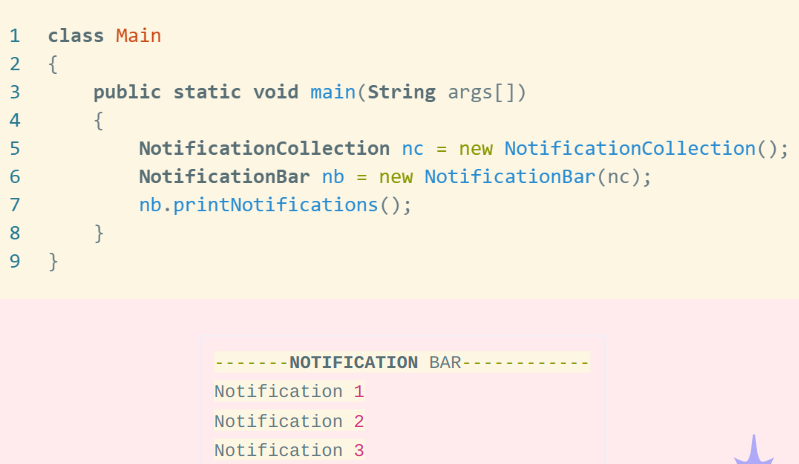 1 class Main
2 {
3 public static void main(String args[])
4 {
5 NotificationCollection nc = new NotificationCollection();
6 NotificationBar nb = new NotificationBar(nc);
7 nb.printNotifications();
8 }
9 }
-------NOTIFICATION BAR------------
Notification 1
Notification 2
Notification 3